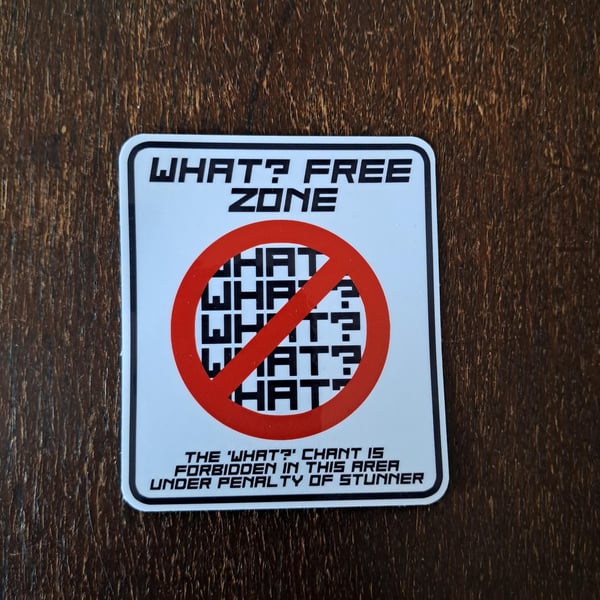 WHAT? FREE
ZONE
WHAT
WHAT?
WHAT?
WHAT?
WHAT?
THE 'WHAT?' CHANT IS
FORBIDDEN IN THIS AREA
UNDER PENALTY OF STUNNER